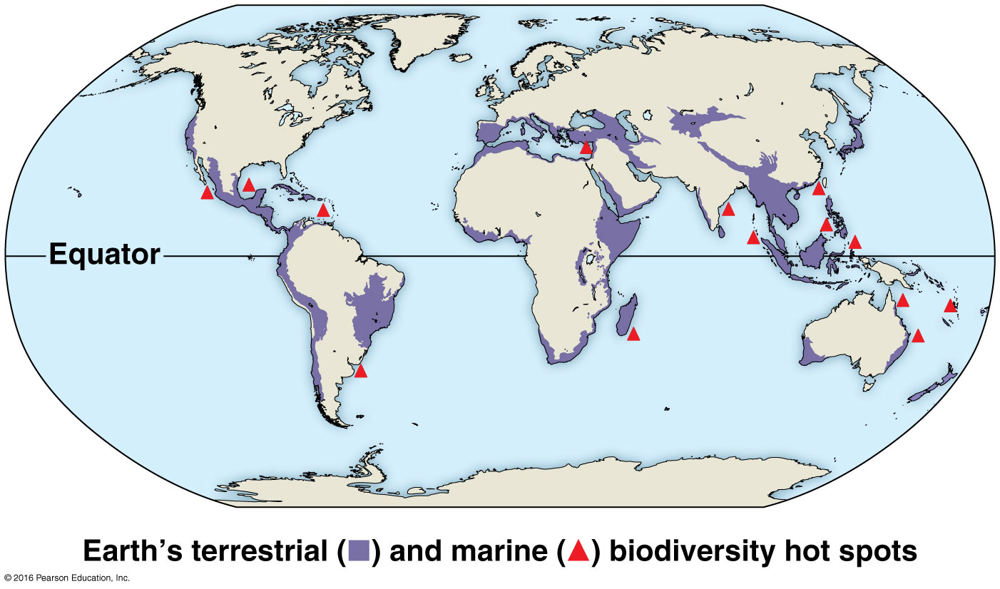 Equator
Earth's terrestrial (■) and marine (▲) biodiversity hot spots
© 2016 Pearson Education, Inc.